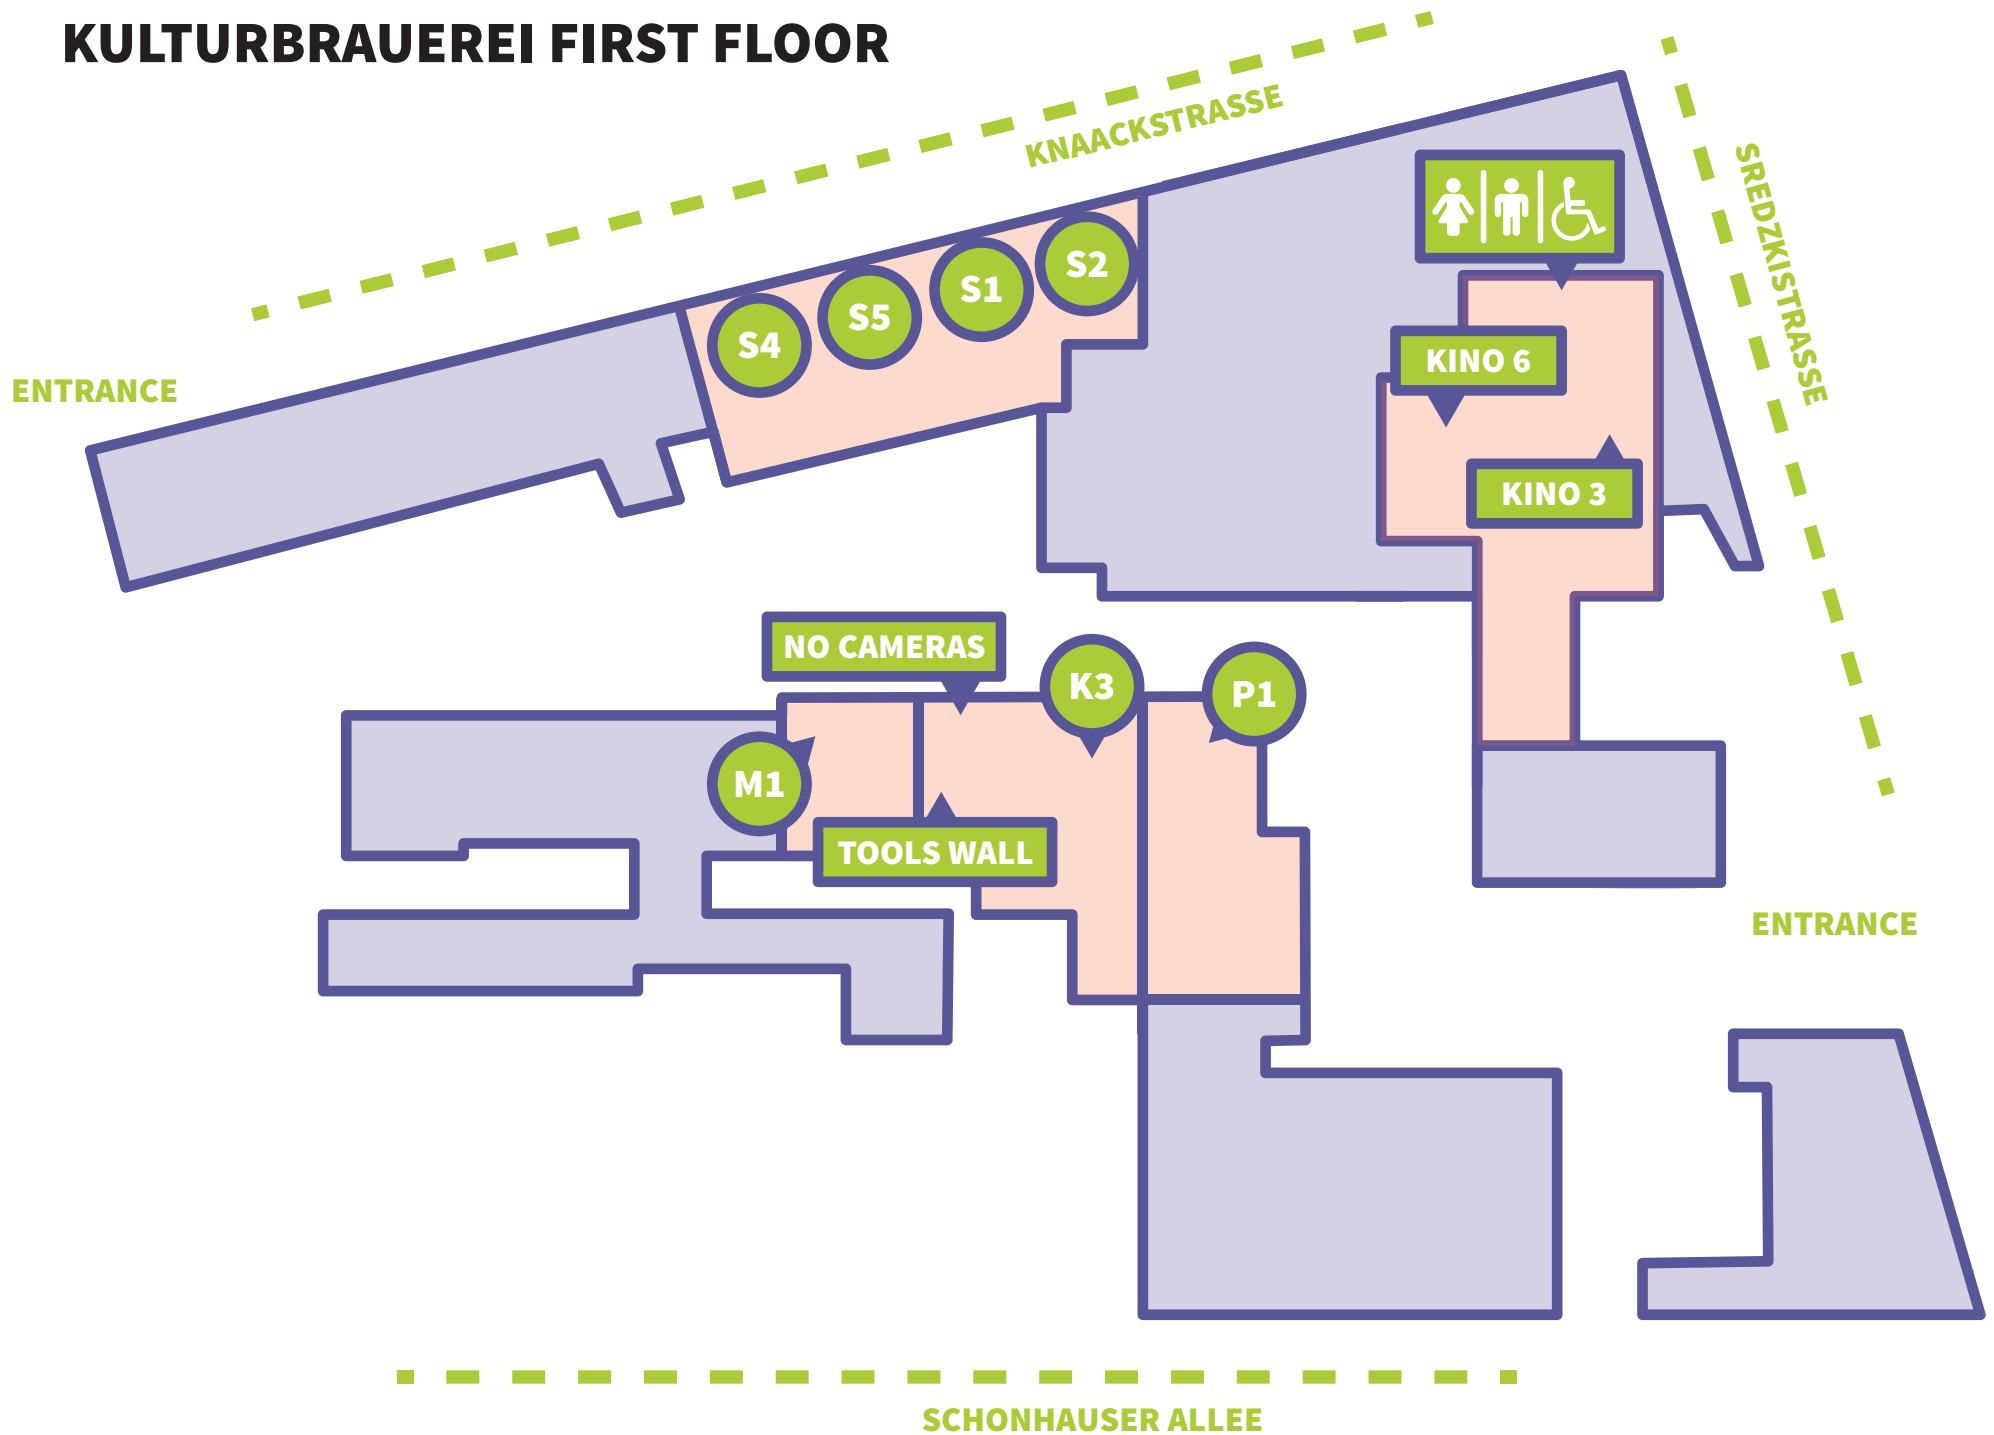 KULTURBRAUEREI FIRST FLOOR
KNAACKSTRASSE
SREDZKISTRASSE
S2
S1
S5
S4
KINO 6
ENTRANCE
KINO 3
NO CAMERAS
K3
P1
M1
TOOLS WALL
ENTRANCE
SCHONHAUSER ALLEE